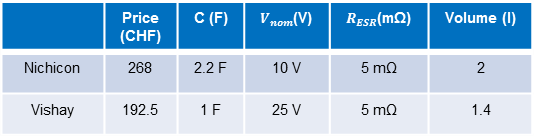 Price (CHF) C (F) V_nom(V) R_ESR(mΩ) Volume (l)
Nichicon 268 2.2 F 10 V 5 mΩ 2
Vishay 192.5 1 F 25 V 5 mΩ 1.4